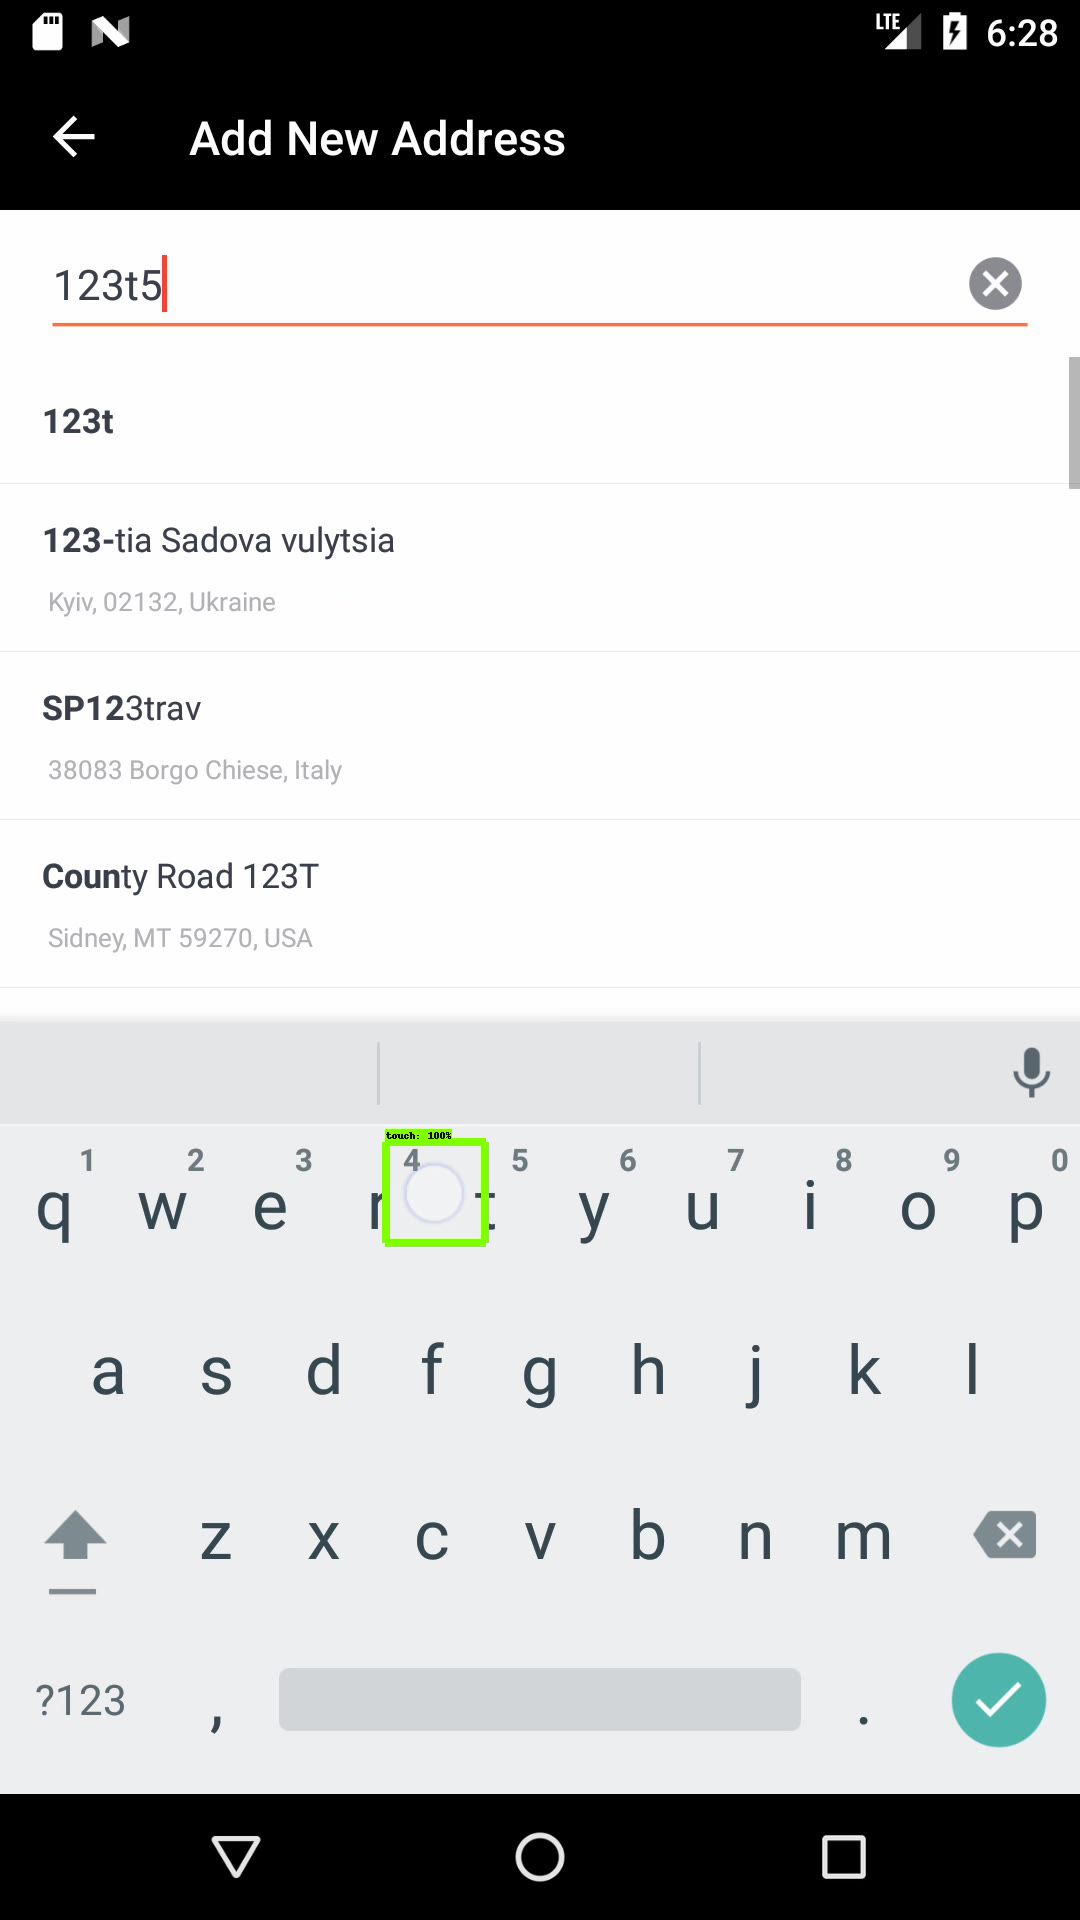 LTE 6:28
Add New Address
123t5
123t
123-tia Sadova vulytsia
Kyiv, 02132, Ukraine
SP123trav
38083 Borgo Chiese, Italy
County Road 123T
Sidney, MT 59270, USA
touch: 100%
1 2 3 4 5 6 7 8 9 0
q w e r t y u i o p
a s d f g h j k l
z x c v b n m
?123 , .